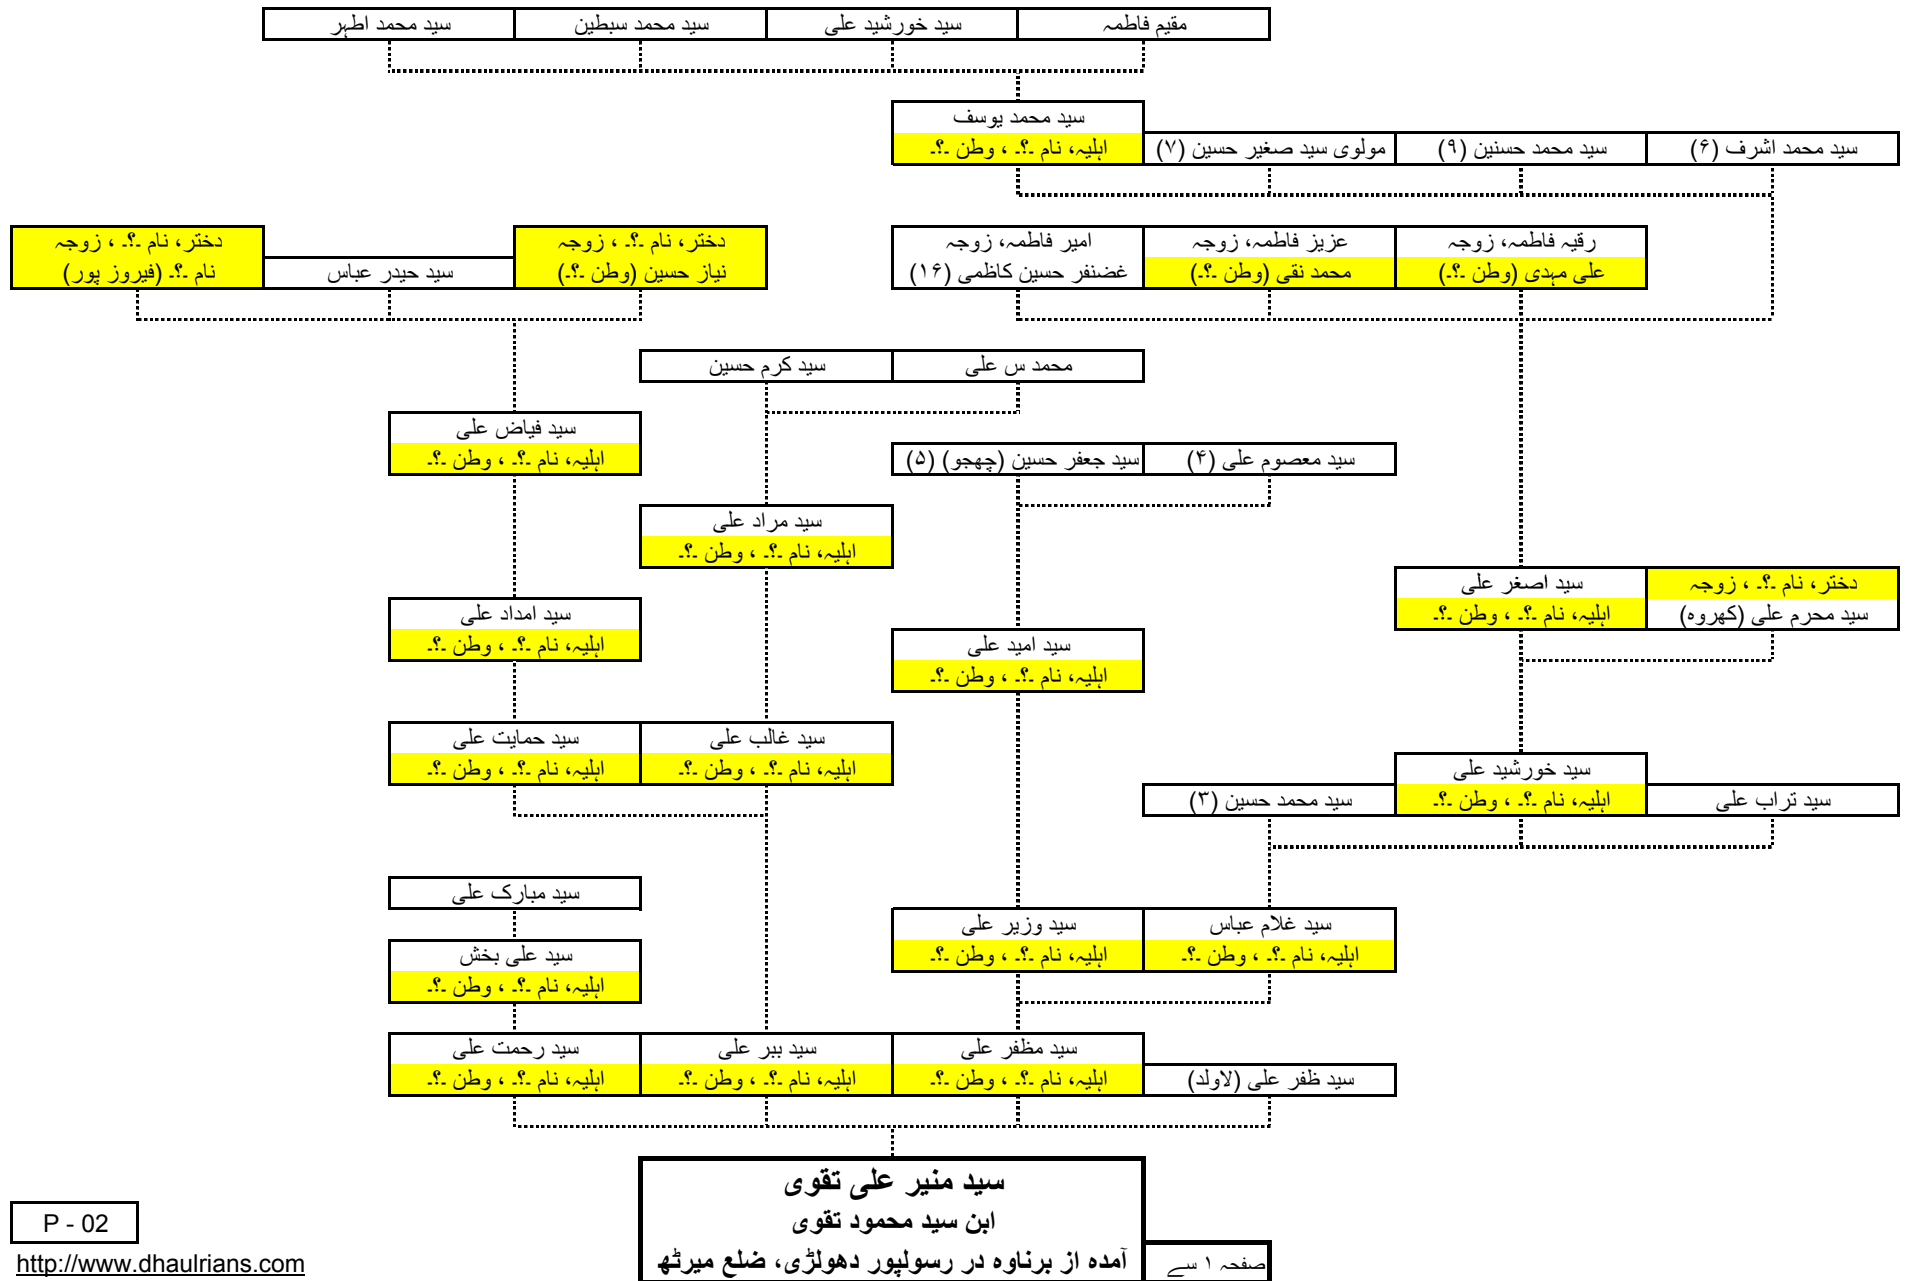 مقیم فاطمہ
سید خورشید علی
سید محمد سبطین
سید محمد اطہر
سید محمد یوسف
اہلیہ، نام ـ؟ـ ، وطن ـ؟ـ
سید محمد اشرف (۶)
سید محمد حسنین (۹)
مولوی سید صغیر حسین (۷)
رقیہ فاطمہ، زوجہ
علی مہدی (وطن ـ؟ـ)
عزیز فاطمہ، زوجہ
محمد نقی (وطن ـ؟ـ)
امیر فاطمہ، زوجہ
غضنفر حسین کاظمی (۱۶)
دختر، نام ـ؟ـ ، زوجہ
نیاز حسین (وطن ـ؟ـ)
سید حیدر عباس
دختر، نام ـ؟ـ ، زوجہ
نام ـ؟ـ (فیروز پور)
محمد س علی
سید کرم حسین
سید فیاض علی
اہلیہ، نام ـ؟ـ ، وطن ـ؟ـ
سید معصوم علی (۴)
سید جعفر حسین (چھجو) (۵)
سید مراد علی
اہلیہ، نام ـ؟ـ ، وطن ـ؟ـ
دختر، نام ـ؟ـ ، زوجہ
سید محرم علی (کھروہ)
سید اصغر علی
اہلیہ، نام ـ؟ـ ، وطن ـ؟ـ
سید امداد علی
اہلیہ، نام ـ؟ـ ، وطن ـ؟ـ
سید امید علی
اہلیہ، نام ـ؟ـ ، وطن ـ؟ـ
سید غالب علی
اہلیہ، نام ـ؟ـ ، وطن ـ؟ـ
سید حمایت علی
اہلیہ، نام ـ؟ـ ، وطن ـ؟ـ
سید تراب علی
سید خورشید علی
اہلیہ، نام ـ؟ـ ، وطن ـ؟ـ
سید محمد حسین (۳)
سید مبارک علی
سید غلام عباس
اہلیہ، نام ـ؟ـ ، وطن ـ؟ـ
سید وزیر علی
اہلیہ، نام ـ؟ـ ، وطن ـ؟ـ
سید علی بخش
اہلیہ، نام ـ؟ـ ، وطن ـ؟ـ
سید ظفر علی (لاولد)
سید مظفر علی
اہلیہ، نام ـ؟ـ ، وطن ـ؟ـ
سید ببر علی
اہلیہ، نام ـ؟ـ ، وطن ـ؟ـ
سید رحمت علی
اہلیہ، نام ـ؟ـ ، وطن ـ؟ـ
سید منیر علی تقوی
ابن سید محمود تقوی
آمدہ از برناوہ در رسولپور دھولڑی، ضلع میرٹھ
صفحہ ۱ سے
P - 02
http://www.dhaulrians.com